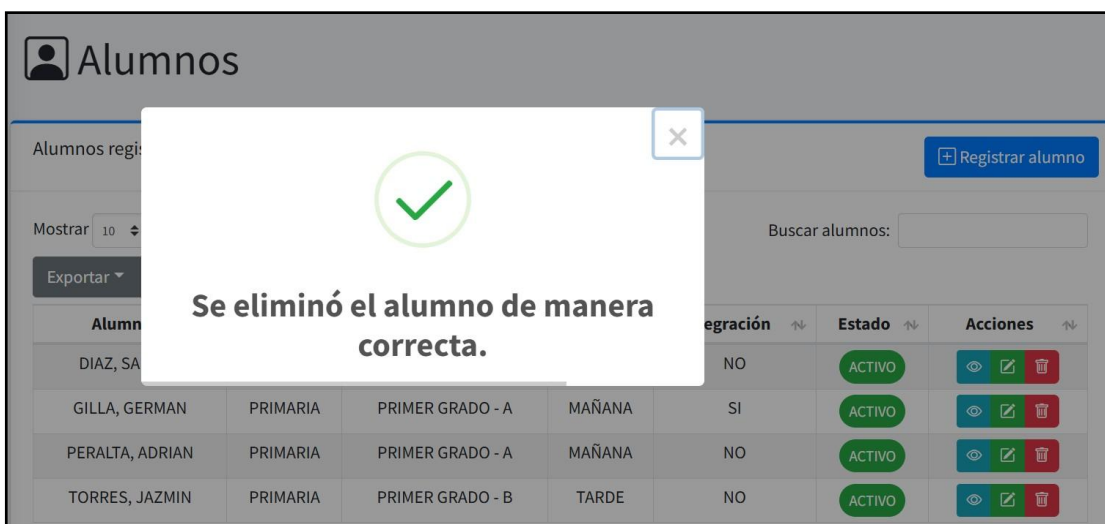 Alumnos
Alumnos regi
Registrar alumno
Mostrar 10
Buscar alumnos:
Exportar
Se eliminó el alumno de manera
correcta.
Alumn egración Estado Acciones
DIAZ, SA NO ACTIVO
GILLA, GERMAN PRIMARIA PRIMER GRADO - A MAÑANA SI ACTIVO
PERALTA, ADRIAN PRIMARIA PRIMER GRADO - A MAÑANA NO ACTIVO
TORRES, JAZMIN PRIMARIA PRIMER GRADO - B TARDE NO ACTIVO